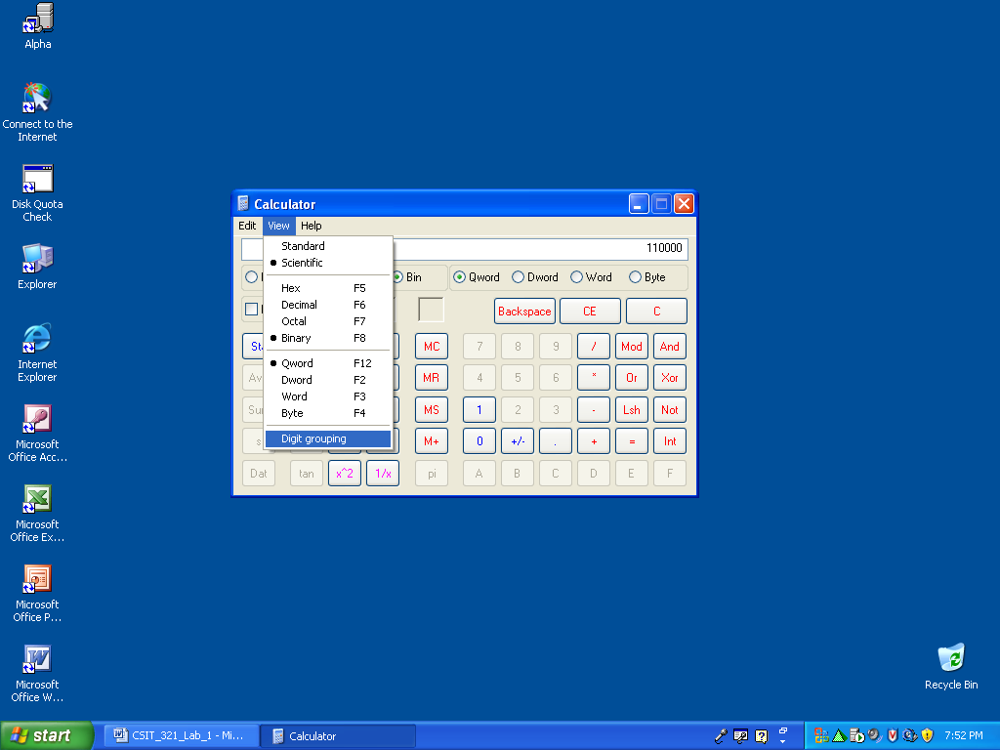 Alpha
Connect to the
Internet
Disk Quota
Check
Explorer
Internet
Explorer
Microsoft
Office Acc...
Microsoft
Office Ex...
Microsoft
Office P...
Microsoft
Office W...
Recycle Bin
Calculator
Edit View Help
110000
Standard
Scientific
Hex F5
Decimal F6
Octal F7
Binary F8
Qword F12
Dword F2
Word F3
Byte F4
Digit grouping
Bin Qword Dword Word Byte
Backspace CE C
MC 7 8 9 / Mod And
MR 4 5 6 * Or Xor
MS 1 2 3 - Lsh Not
M+ 0 +/- . + = Int
Dat tan x^2 1/x pi A B C D E F
start CSIT_321_Lab_1 - Mi... Calculator 7:52 PM